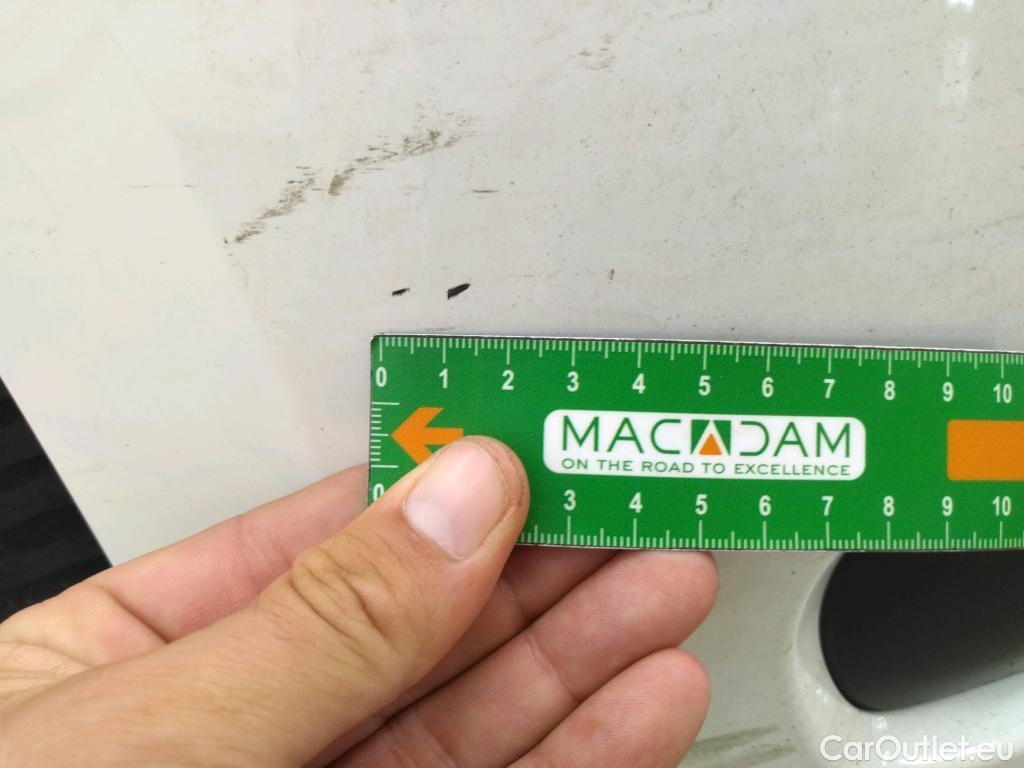 0 1 2 3 4 5 6 7 8 9 10
MACADAM
ON THE ROAD TO EXCELLENCE
0 3 4 5 6 7 8 9 10
CarOutlet.eu